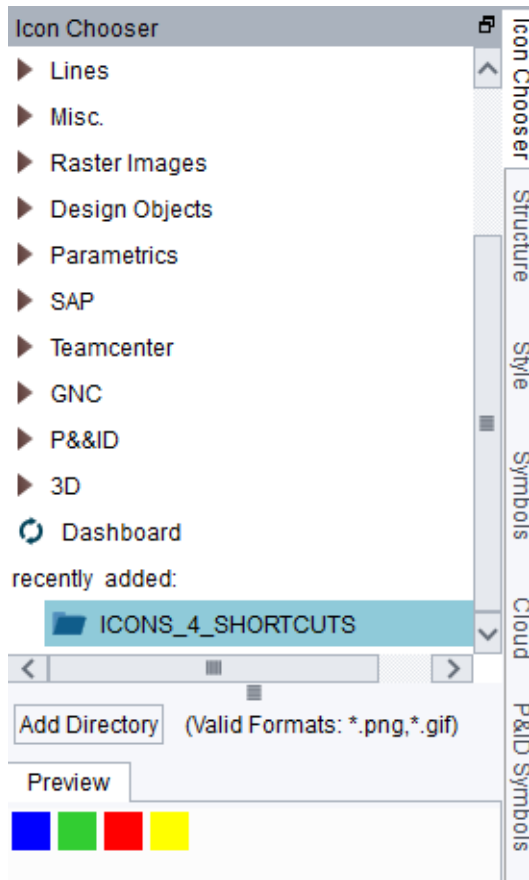 Icon Chooser
Lines
Misc.
Raster Images
Design Objects
Parametrics
SAP
Teamcenter
GNC
P&&ID
3D
Dashboard
recently added:
ICONS_4_SHORTCUTS
Add Directory (Valid Formats: *.png,*.gif)
Preview
Icon Chooser
Structure
Style
Symbols
Cloud
P&ID Symbols